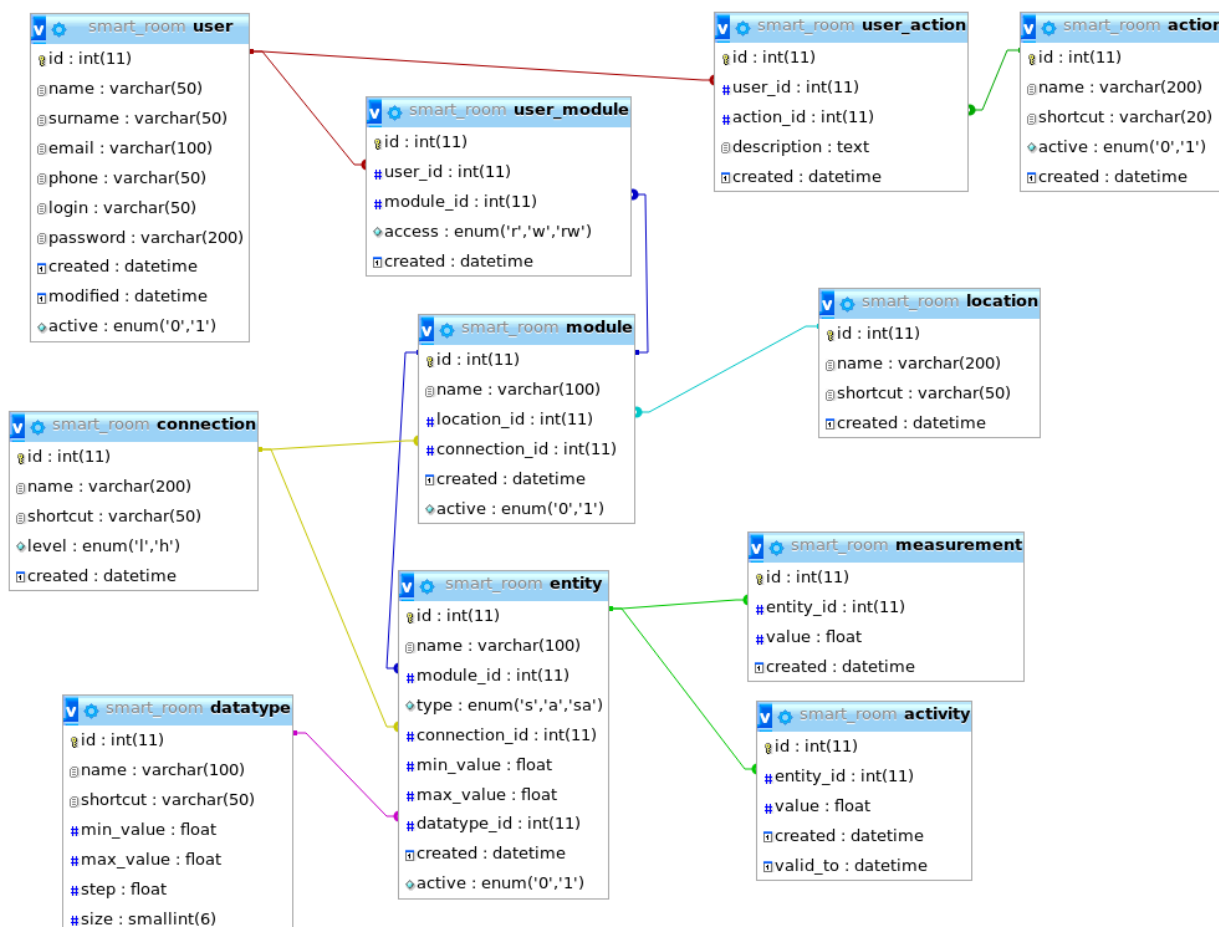 smart_room user
id : int(11)
name : varchar(50)
surname : varchar(50)
email : varchar(100)
phone : varchar(50)
login : varchar(50)
password : varchar(200)
created : datetime
modified : datetime
active : enum('0','1')
smart_room user_module
id : int(11)
user_id : int(11)
module_id : int(11)
access : enum('r','w','rw')
created : datetime
smart_room user_action
id : int(11)
user_id : int(11)
action_id : int(11)
description : text
created : datetime
smart_room action
id : int(11)
name : varchar(200)
shortcut : varchar(20)
active : enum('0','1')
created : datetime
smart_room module
id : int(11)
name : varchar(100)
location_id : int(11)
connection_id : int(11)
created : datetime
active : enum('0','1')
smart_room location
id : int(11)
name : varchar(200)
shortcut : varchar(50)
created : datetime
smart_room connection
id : int(11)
name : varchar(200)
shortcut : varchar(50)
level : enum('l','h')
created : datetime
smart_room entity
id : int(11)
name : varchar(100)
module_id : int(11)
type : enum('s','a','sa')
connection_id : int(11)
min_value : float
max_value : float
datatype_id : int(11)
created : datetime
active : enum('0','1')
smart_room measurement
id : int(11)
entity_id : int(11)
value : float
created : datetime
smart_room datatype
id : int(11)
name : varchar(100)
shortcut : varchar(50)
min_value : float
max_value : float
step : float
size : smallint(6)
smart_room activity
id : int(11)
entity_id : int(11)
value : float
created : datetime
valid_to : datetime